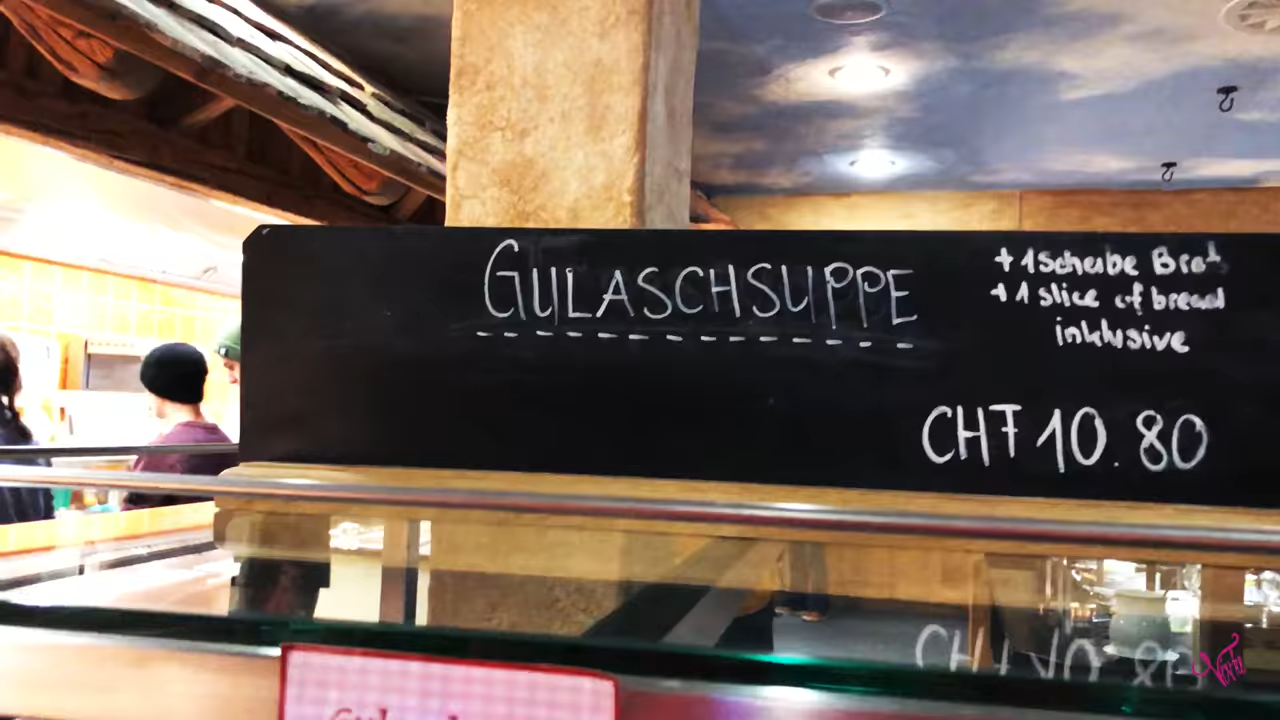 GULASCHSUPPE
+ 1 Scheibe Brot
+ 1 slice of bread
inklusive
CHF 10.80